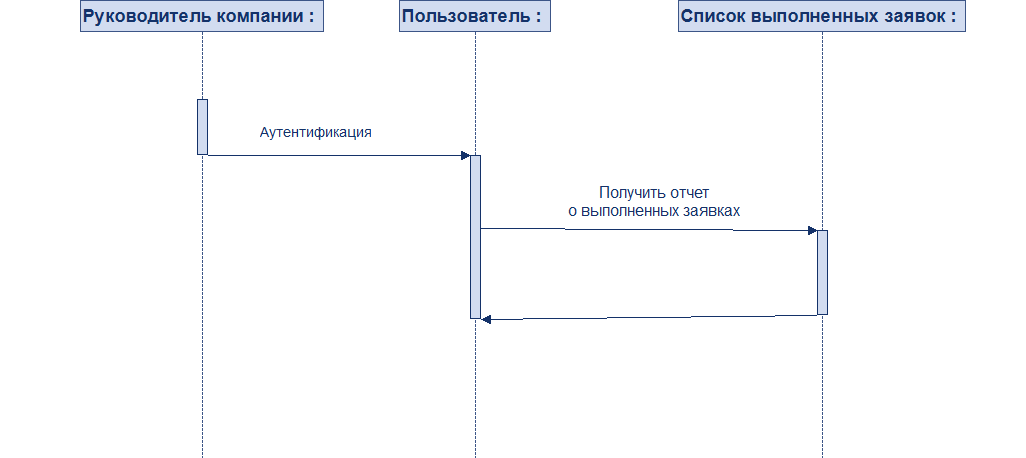 Руководитель компании :
Пользователь :
Список выполненных заявок :
Аутентификация
Получить отчет
о выполненных заявках